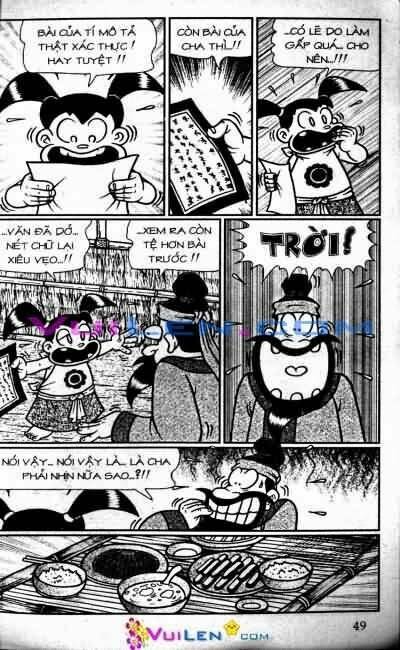 BÀI CỦA TÍ MÔ TẢ
THẬT XÁC THỰC!
HAY TUYỆT!!
CÒN BÀI CỦA
CHA THÌ...!!
...CÓ LẼ DO LÀM
GẤP QUÁ... CHO
NÊN...!!!
...VĂN ĐÃ DỞ...
NÉT CHỮ LẠI
XIÊU VẸO...!!
...XEM RA CÒN
TỆ HƠN BÀI
TRƯỚC!!
TRỜI!
VuiLen.com
NÓI VẬY... NÓI VẬY LÀ... LÀ CHA
PHẢI NHỊN NỮA SAO...?!!
49
VuiLen.com